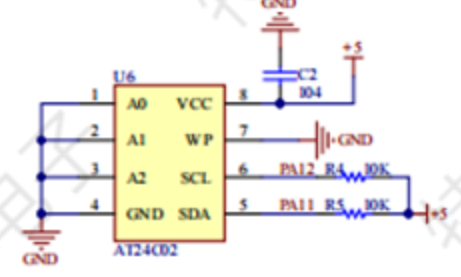 GND
+5
C2
104
U6
1 A0 VCC 8
2 A1 WP 7 GND
3 A2 SCL 6 PA12 R4 10K
4 GND SDA 5 PA11 R5 10K +5
GND
AT24C02